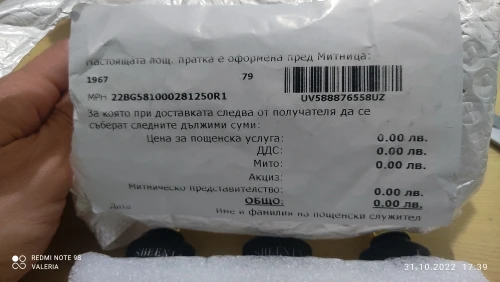 Настоящата пощ. пратка е оформена пред Митница:
1967 79
МРН 22BG581000281250R1
UV588876558UZ
За която при доставката следва от получателя да се
съберат следните дължими суми:
Цена за пощенска услуга: 0.00 лв.
ДДС: 0.00 лв.
Мито: 0.00 лв.
Акциз:
Митническо представителство: 0.00 лв.
ОБЩО: 0.00 лв.
Дата Име и фамилия на пощенски служител
REDMI NOTE 9S
VALERIA
31.10.2022 17:39